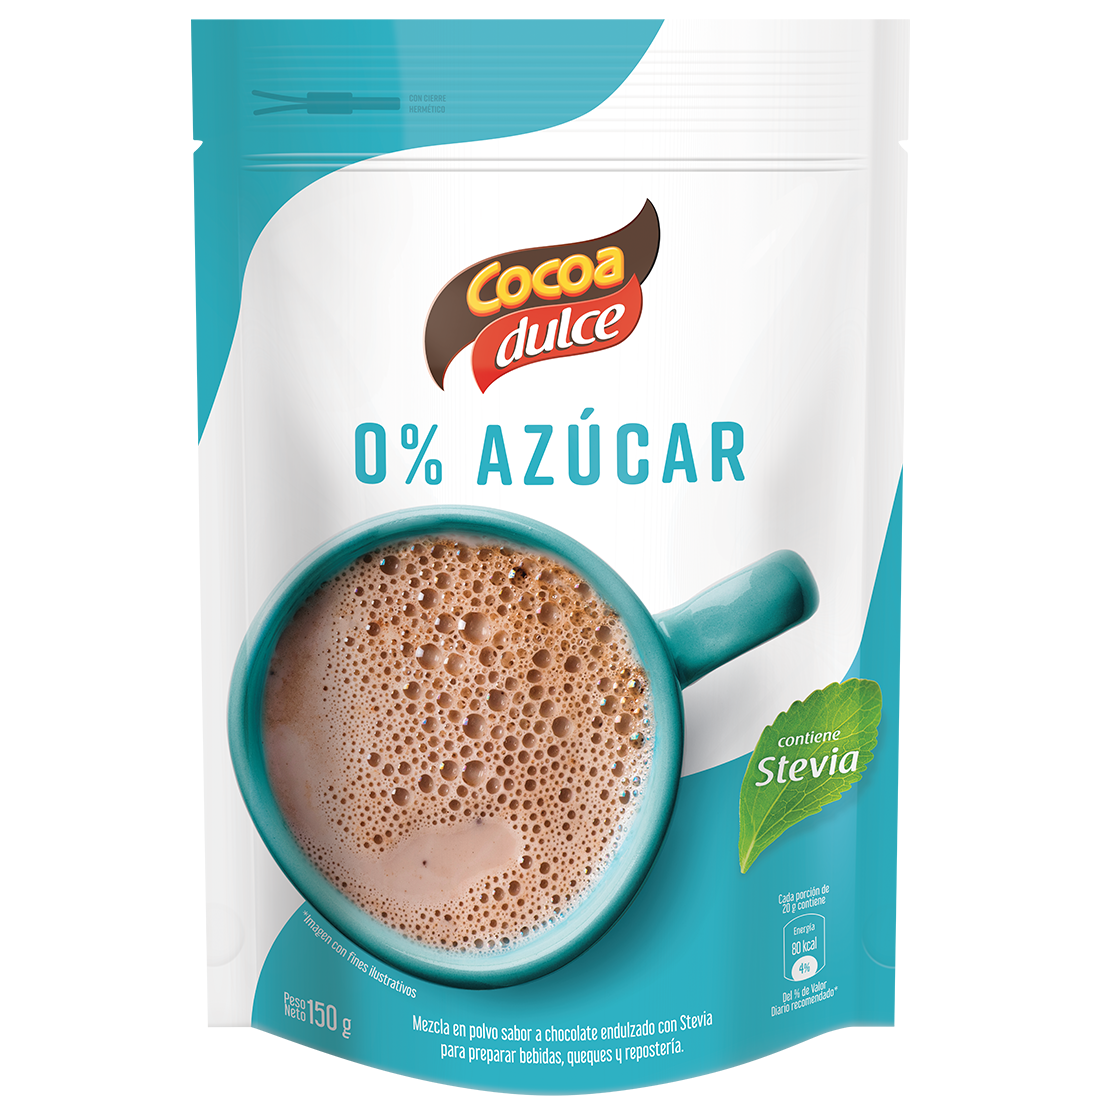 CON CIERRE
HERMÉTICO
Cocoa
dulce
0% AZÚCAR
contiene
Stevia
Cada porción de
20 g contiene
Energía
80 kcal
4%
Del % de Valor
Diario recomendado*
*Imagen con fines ilustrativos
Peso
Neto 150 g
Mezcla en polvo sabor a chocolate endulzado con Stevia
para preparar bebidas, queques y repostería.